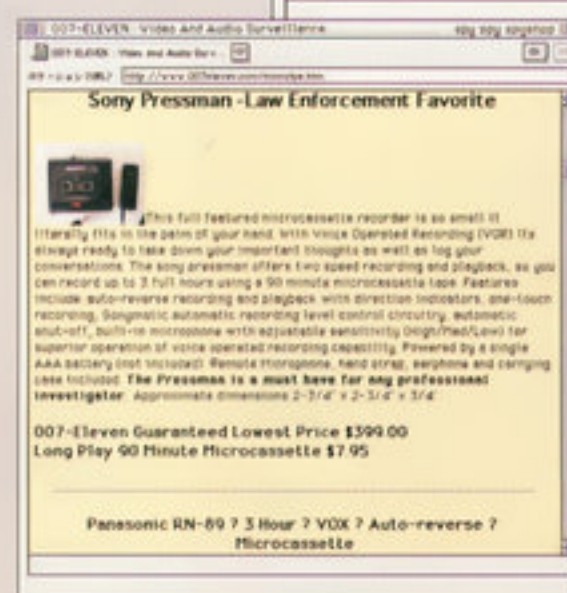 007-ELEVEN: Video And Audio Surveillance
spy spy
007-ELEVEN: Video And Audio Surv...
Sony Pressman -Law Enforcement Favorite
This full featured microcassette recorder is so small it
literally fits in the palm of your hand. With Voice Operated Recording (VOR) its
always ready to take down your important thoughts as well as log your
conversations. The sony pressman offers two speed recording and playback, so you
can record up to 3 full hours using a 90 minute microcassette tape. Features
include auto-reverse recording and playback with direction indicators, one-touch
recording, automatic recording level control circuitry, automatic
shut-off, built-in microphone with adjustable sensitivity (High/Med/Low) for
superior operation of voice operated recording capability. Powered by a single
AAA battery (not included). Remote microphone, hand strap, earphone and carrying
case included. The Pressman is a must have for any professional
investigator. Approximate dimensions 2-3/4" x 2-3/4" x 3/4"
007-Eleven Guaranteed Lowest Price $399.00
Long Play 90 Minute Microcassette $7.95
Panasonic RN-89 ? 3 Hour ? VOX ? Auto-reverse ?
Microcassette